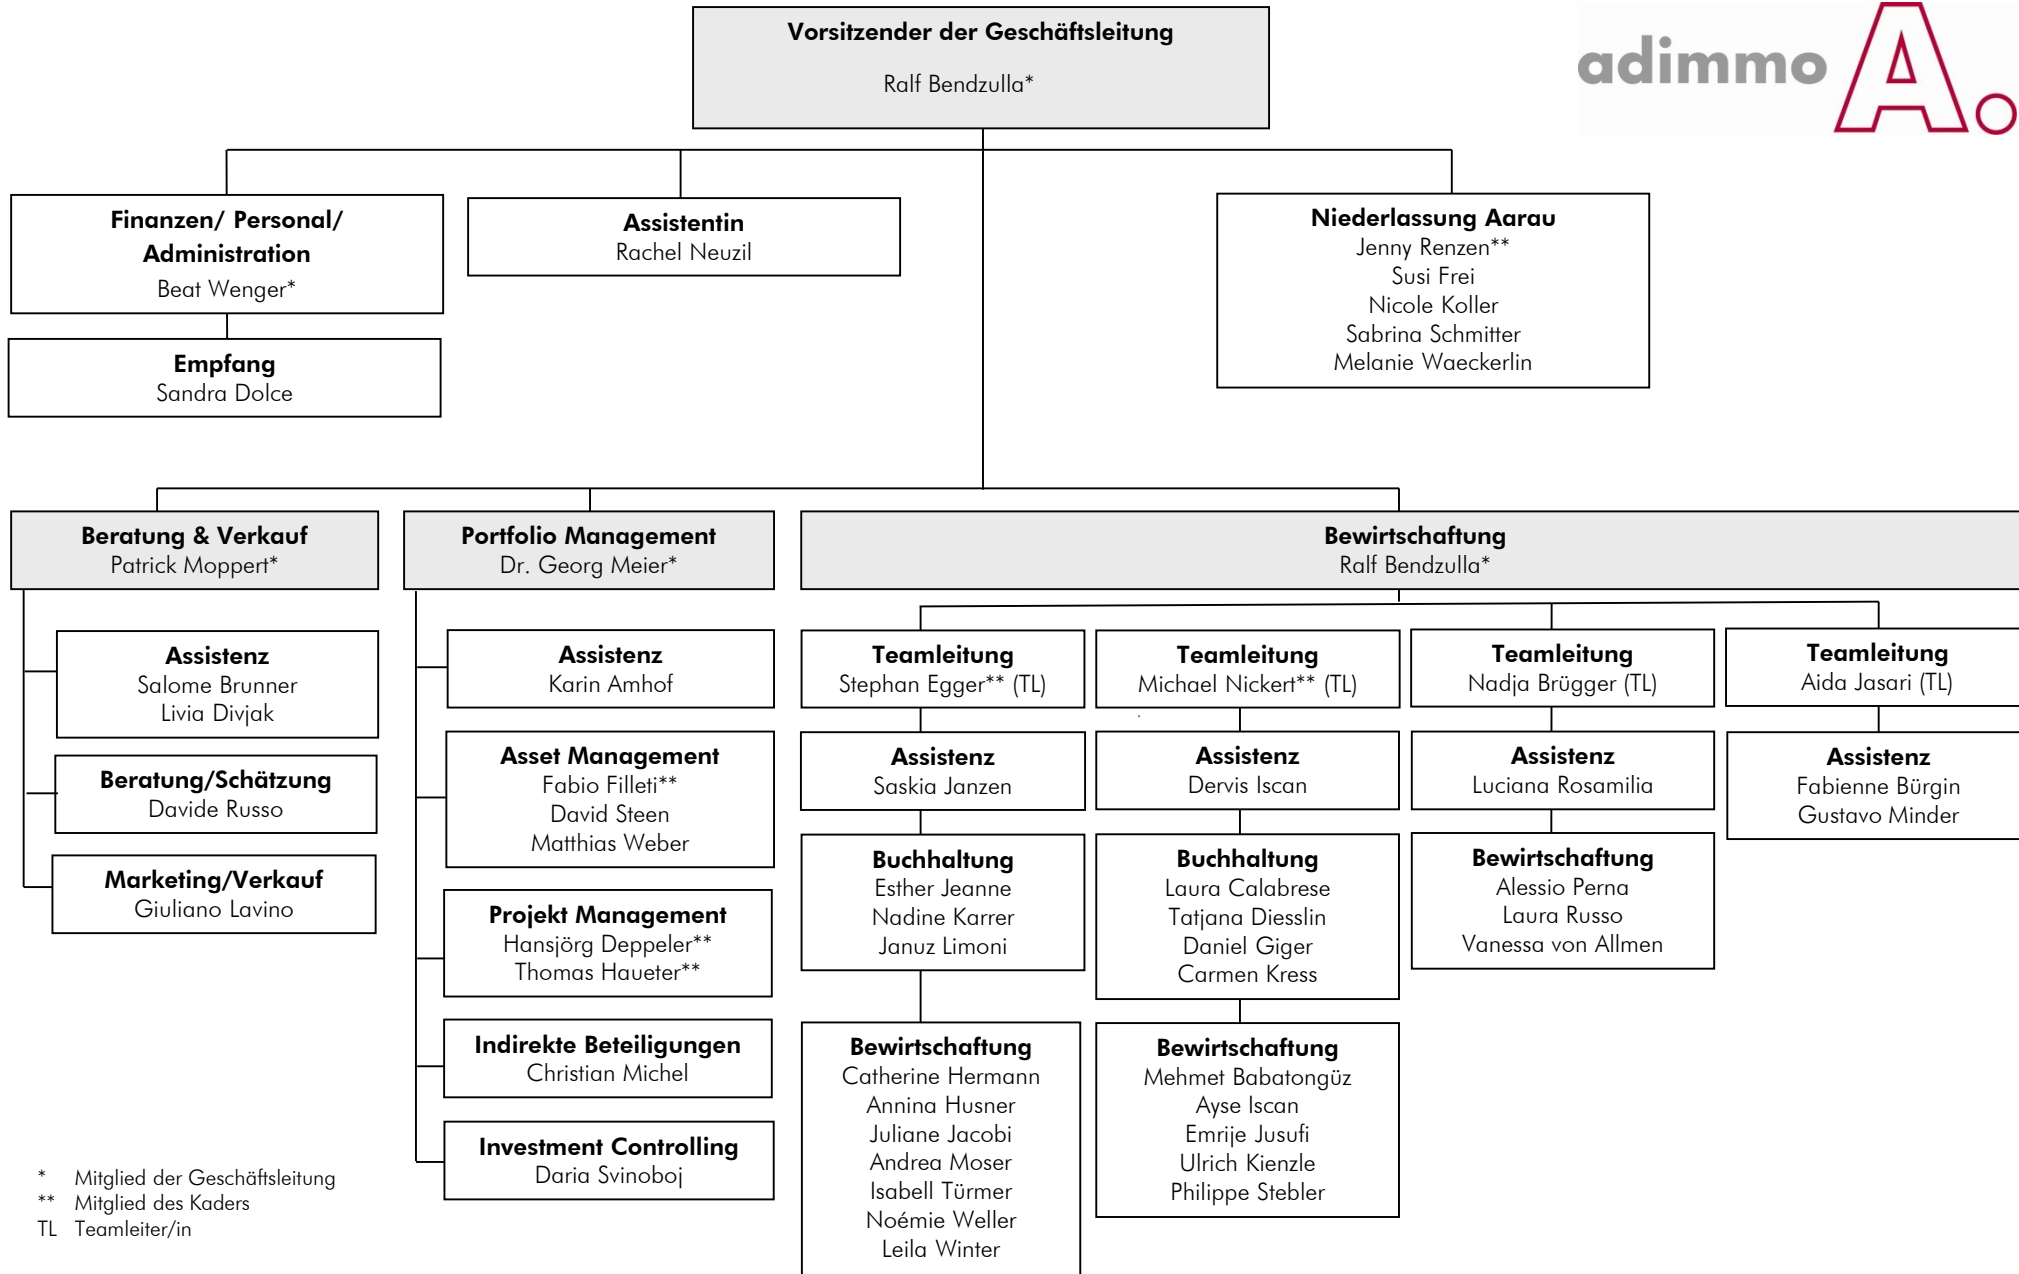 Vorsitzender der Geschäftsleitung
Ralf Bendzulla*
adimmo A.
Finanzen/ Personal/
Administration
Beat Wenger*
Assistentin
Rachel Neuzil
Niederlassung Aarau
Jenny Renzen**
Susi Frei
Nicole Koller
Sabrina Schmitter
Melanie Waeckerlin
Empfang
Sandra Dolce
Beratung & Verkauf
Patrick Moppert*
Assistenz
Salome Brunner
Livia Divjak
Beratung/Schätzung
Davide Russo
Marketing/Verkauf
Giuliano Lavino
Portfolio Management
Dr. Georg Meier*
Assistenz
Karin Amhof
Asset Management
Fabio Filleti**
David Steen
Matthias Weber
Projekt Management
Hansjörg Deppeler**
Thomas Haueter**
Indirekte Beteiligungen
Christian Michel
Investment Controlling
Daria Svinoboj
Bewirtschaftung
Ralf Bendzulla*
Teamleitung
Stephan Egger** (TL)
Assistenz
Saskia Janzen
Buchhaltung
Esther Jeanne
Nadine Karrer
Januz Limoni
Bewirtschaftung
Catherine Hermann
Annina Husner
Juliane Jacobi
Andrea Moser
Isabell Türmer
Noémie Weller
Leila Winter
Teamleitung
Michael Nickert** (TL)
Assistenz
Dervis Iscan
Buchhaltung
Laura Calabrese
Tatjana Diesslin
Daniel Giger
Carmen Kress
Bewirtschaftung
Mehmet Babatongüz
Ayse Iscan
Emrije Jusufi
Ulrich Kienzle
Philippe Stebler
Teamleitung
Nadja Brügger (TL)
Assistenz
Luciana Rosamilia
Bewirtschaftung
Alessio Perna
Laura Russo
Vanessa von Allmen
Teamleitung
Aida Jasari (TL)
Assistenz
Fabienne Bürgin
Gustavo Minder
* Mitglied der Geschäftsleitung
** Mitglied des Kaders
TL Teamleiter/in